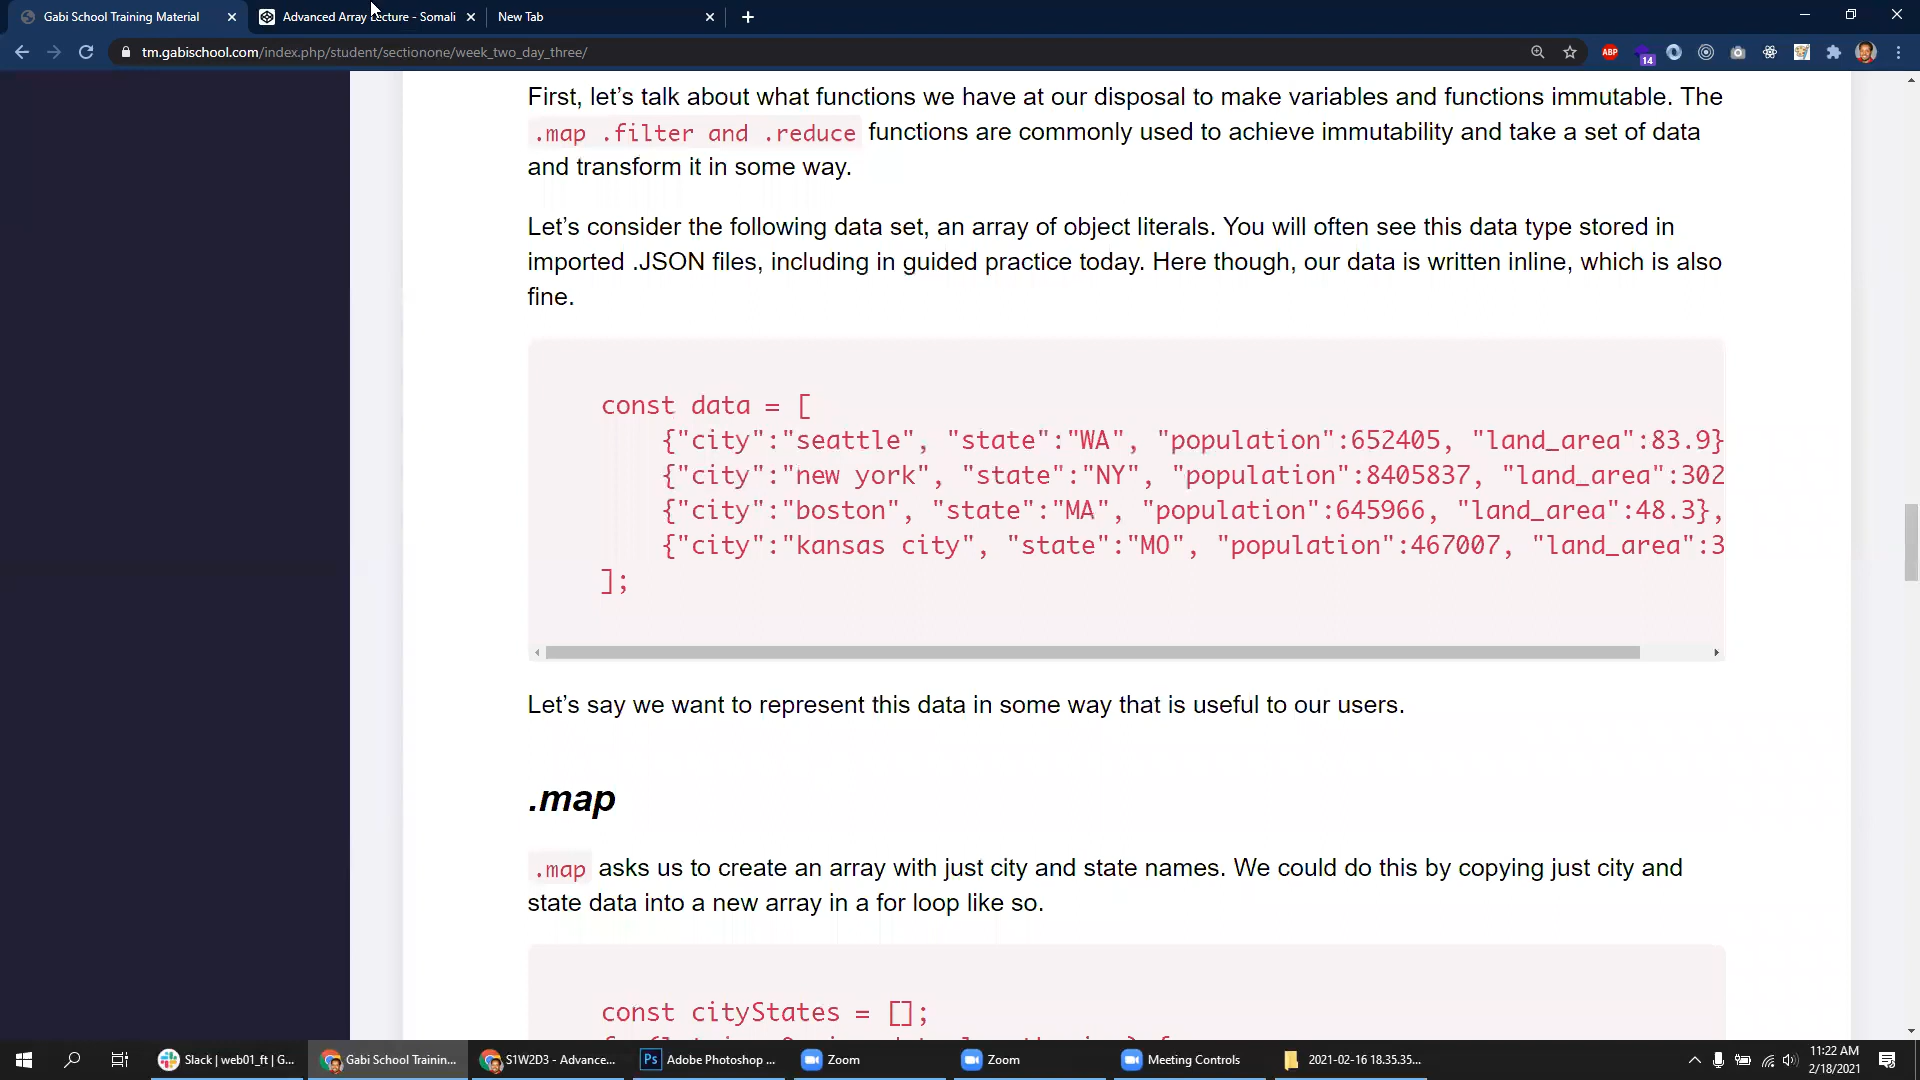 Gabi School Training Material
Advanced Array Lecture - Somali
New Tab
tm.gabischool.com/index.php/student/sectionone/week_two_day_three/
ABP
14
First, let’s talk about what functions we have at our disposal to make variables and functions immutable. The
.map .filter and .reduce functions are commonly used to achieve immutability and take a set of data
and transform it in some way.
Let’s consider the following data set, an array of object literals. You will often see this data type stored in
imported .JSON files, including in guided practice today. Here though, our data is written inline, which is also
fine.
const data = [
{"city":"seattle", "state":"WA", "population":652405, "land_area":83.9}
{"city":"new york", "state":"NY", "population":8405837, "land_area":302
{"city":"boston", "state":"MA", "population":645966, "land_area":48.3},
{"city":"kansas city", "state":"MO", "population":467007, "land_area":3
];
Let’s say we want to represent this data in some way that is useful to our users.
.map
.map asks us to create an array with just city and state names. We could do this by copying just city and
state data into a new array in a for loop like so.
const cityStates = [];
Slack | web01_ft | G...
Gabi School Trainin...
S1W2D3 - Advance...
Ps
Adobe Photoshop ...
Zoom
Zoom
Meeting Controls
2021-02-16 18.35.35...
11:22 AM
2/18/2021